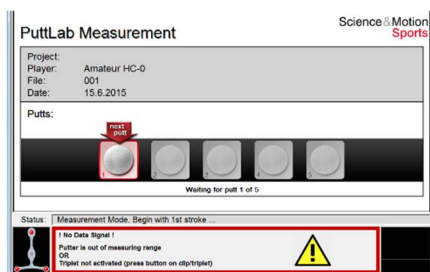 PuttLab Measurement
Science&Motion
Sports
Project:
Player: Amateur HC-0
File: 001
Date: 15.6.2015
Putts:
next
putt
1 2 3 4 5
Waiting for putt 1 of 5
Status: Measurement Mode. Begin with 1st stroke ...
! No Data Signal !
Putter is out of measuring range
OR
Triplet not activated (press button on clip/triplet)